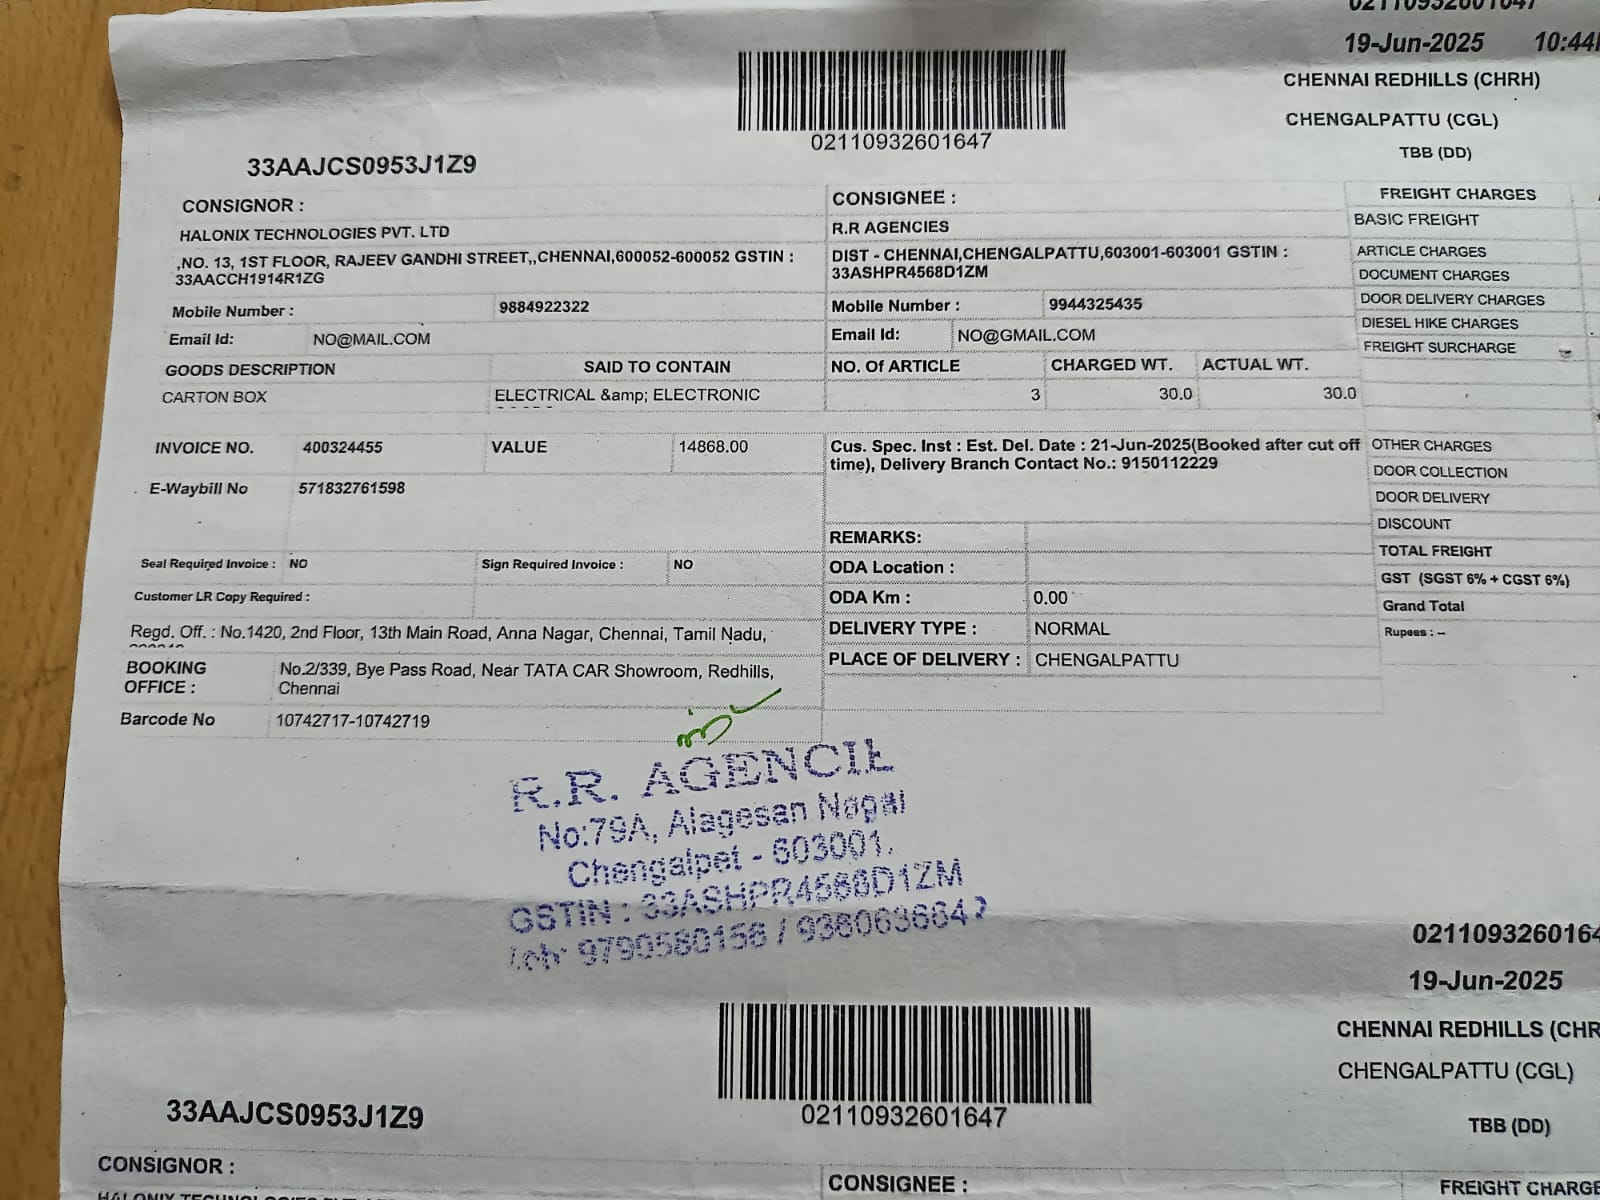 19-Jun-2025 10:44
CHENNAI REDHILLS (CHRH)
CHENGALPATTU (CGL)
TBB (DD)
02110932601647
33AAJCS0953J1Z9
CONSIGNOR :
HALONIX TECHNOLOGIES PVT. LTD
,NO. 13, 1ST FLOOR, RAJEEV GANDHI STREET,,CHENNAI,600052-600052 GSTIN :
33AACCH1914R1ZG
Mobile Number : 9884922322
Email Id: NO@MAIL.COM
GOODS DESCRIPTION SAID TO CONTAIN
CARTON BOX ELECTRICAL &amp; ELECTRONIC
INVOICE NO. 400324455 VALUE 14868.00
E-Waybill No 571832761598
Seal Required Invoice : NO Sign Required Invoice : NO
Customer LR Copy Required :
Regd. Off. : No.1420, 2nd Floor, 13th Main Road, Anna Nagar, Chennai, Tamil Nadu,
BOOKING OFFICE : No.2/339, Bye Pass Road, Near TATA CAR Showroom, Redhills,
Chennai
Barcode No 10742717-10742719
CONSIGNEE :
R.R AGENCIES
DIST - CHENNAI,CHENGALPATTU,603001-603001 GSTIN :
33ASHPR4568D1ZM
Mobile Number : 9944325435
Email Id: NO@GMAIL.COM
NO. Of ARTICLE CHARGED WT. ACTUAL WT.
3 30.0 30.0
Cus. Spec. Inst : Est. Del. Date : 21-Jun-2025(Booked after cut off
time), Delivery Branch Contact No.: 9150112229
REMARKS:
ODA Location :
ODA Km : 0.00
DELIVERY TYPE : NORMAL
PLACE OF DELIVERY : CHENGALPATTU
FREIGHT CHARGES
BASIC FREIGHT
ARTICLE CHARGES
DOCUMENT CHARGES
DOOR DELIVERY CHARGES
DIESEL HIKE CHARGES
FREIGHT SURCHARGE
OTHER CHARGES
DOOR COLLECTION
DOOR DELIVERY
DISCOUNT
TOTAL FREIGHT
GST (SGST 6% + CGST 6%)
Grand Total
Rupees : --
R.R. AGENCIE
No:79A, Alagesan Nagar
Chengalpet - 603001.
GSTIN : 33ASHPR4568D1ZM
9790580156 /
0211093260164
19-Jun-2025
CHENNAI REDHILLS (CHR
CHENGALPATTU (CGL)
TBB (DD)
02110932601647
33AAJCS0953J1Z9
CONSIGNOR :
CONSIGNEE :
FREIGHT CHARGE